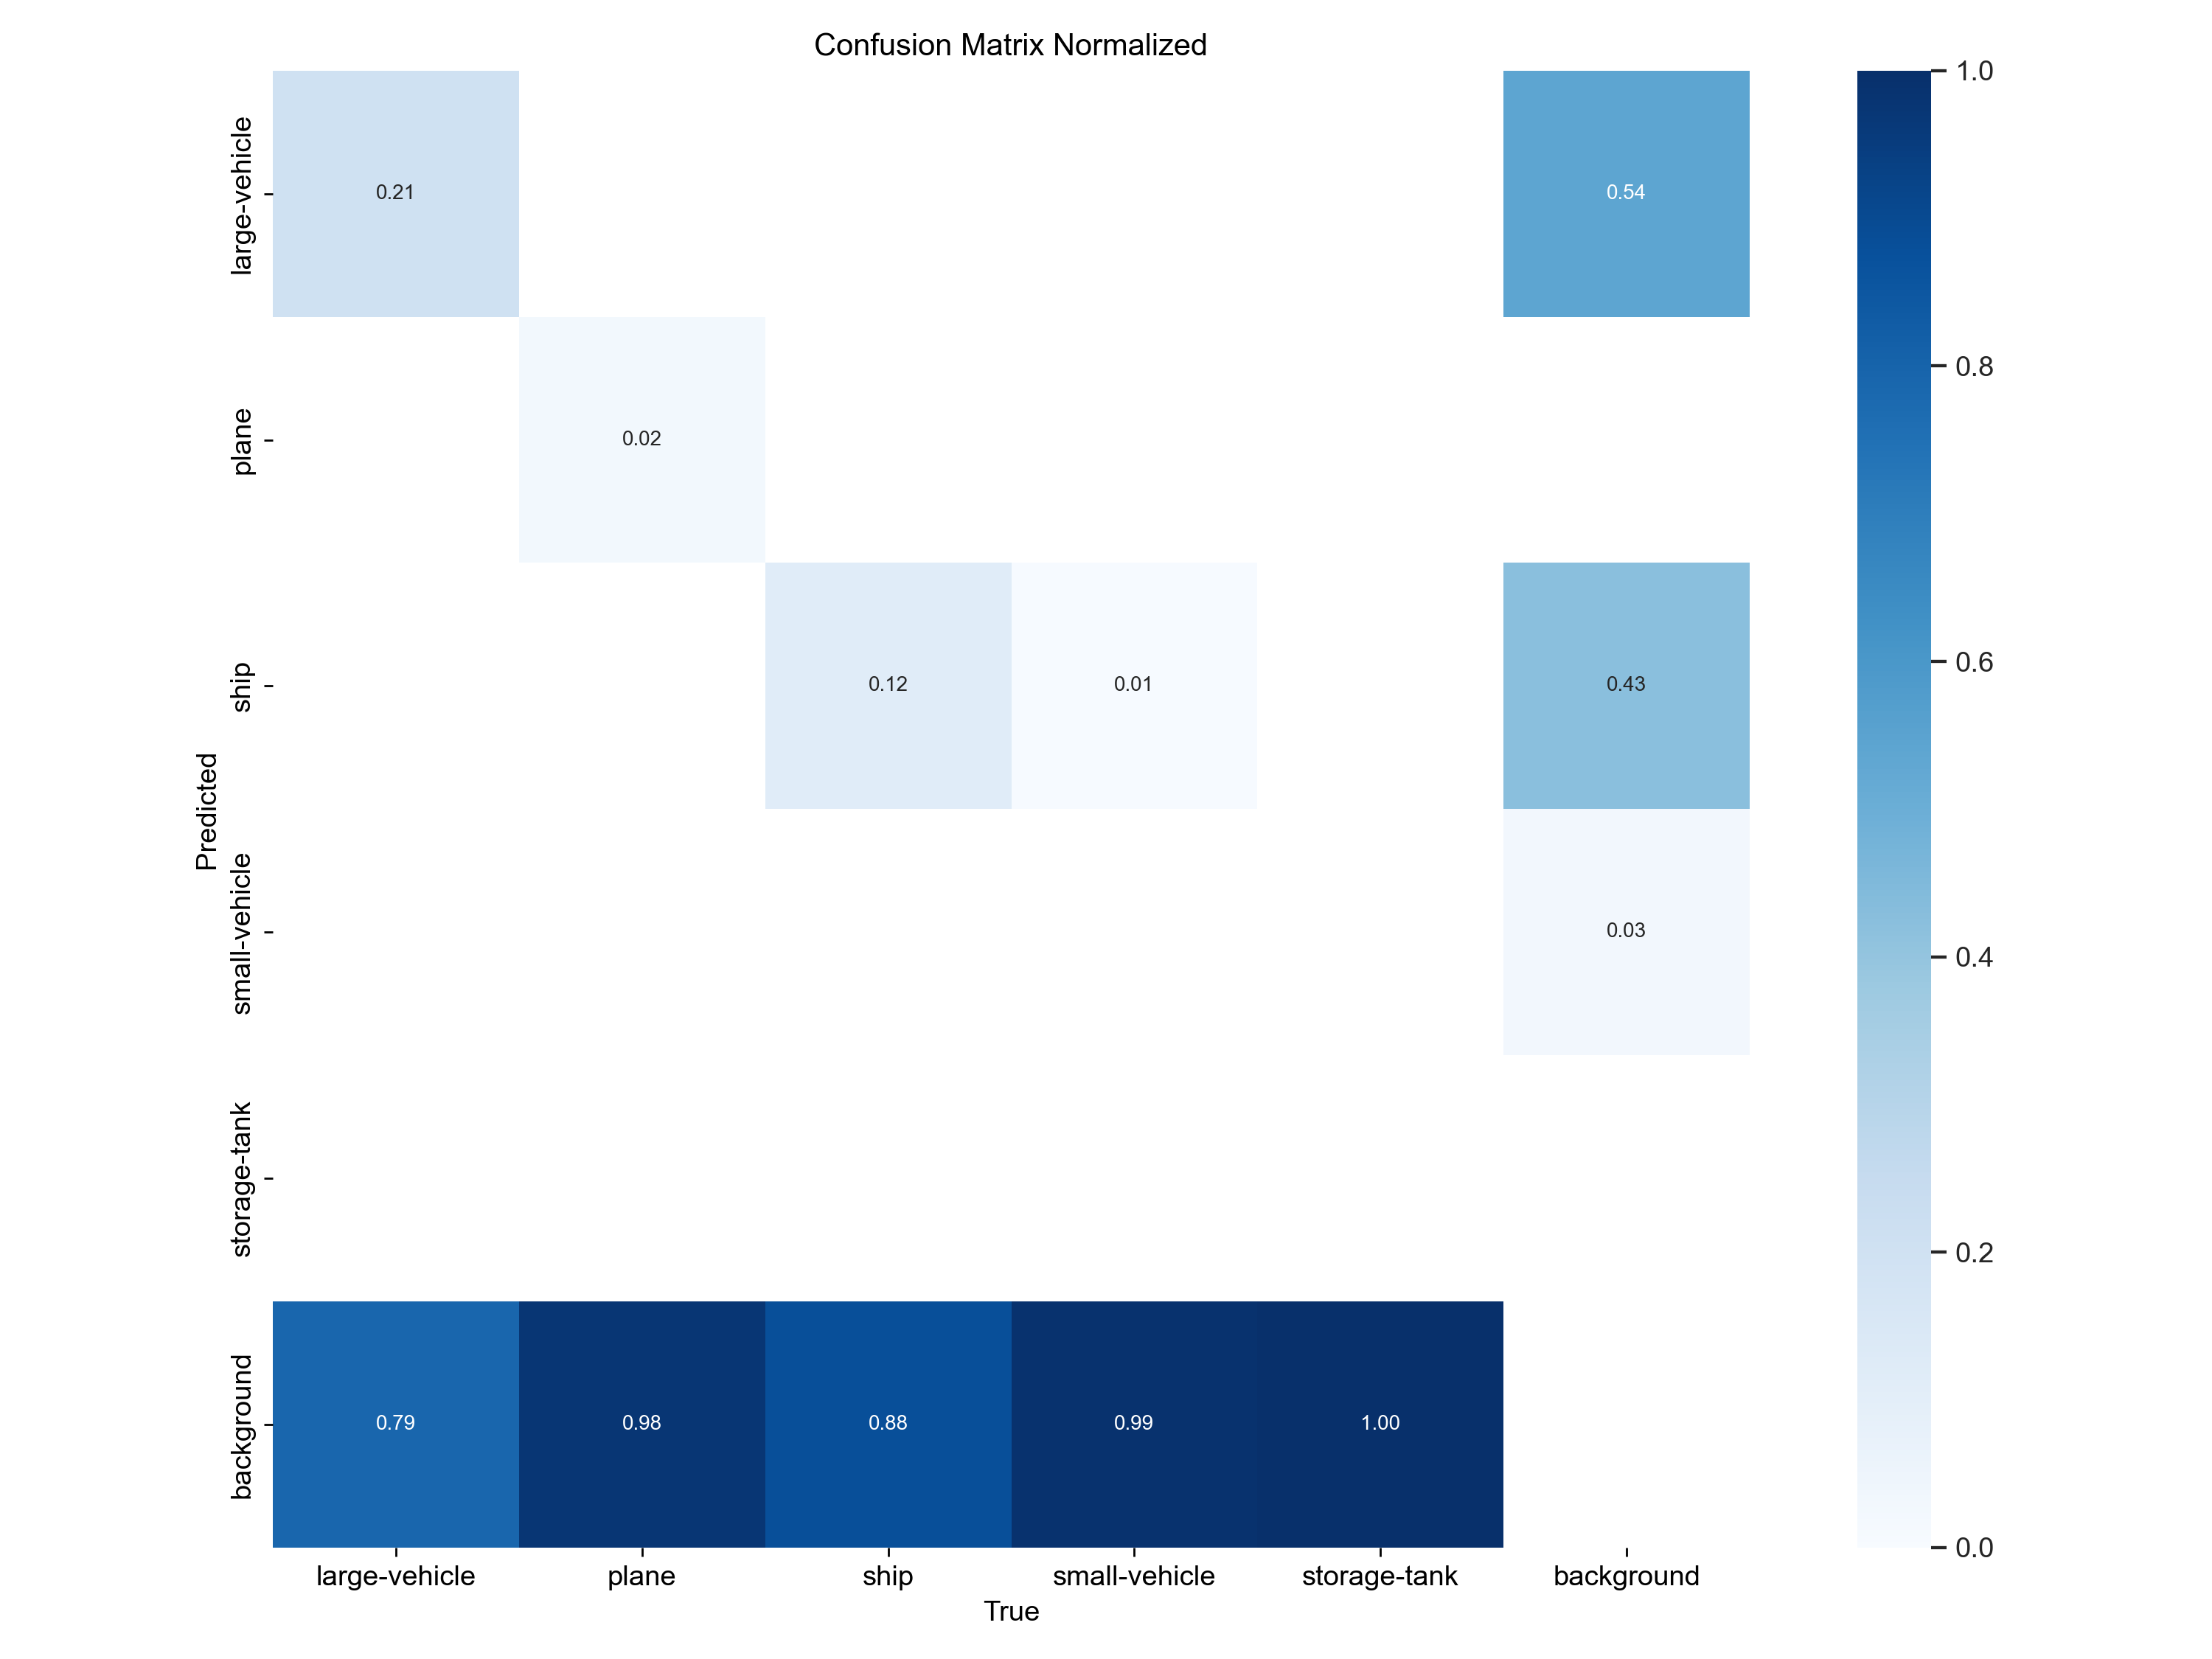 Confusion Matrix Normalized
large-vehicle
0.21
0.54
plane
0.02
ship
0.12
0.01
0.43
small-vehicle
0.03
storage-tank
background
0.79
0.98
0.88
0.99
1.00
Predicted
large-vehicle
plane
ship
small-vehicle
storage-tank
background
True
1.0
0.8
0.6
0.4
0.2
0.0